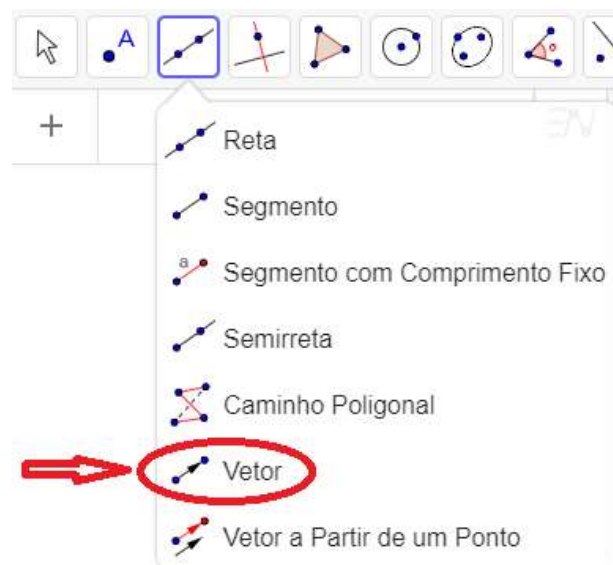 A
+
Reta
Segmento
a
Segmento com Comprimento Fixo
Semirreta
Caminho Poligonal
Vetor
Vetor a Partir de um Ponto